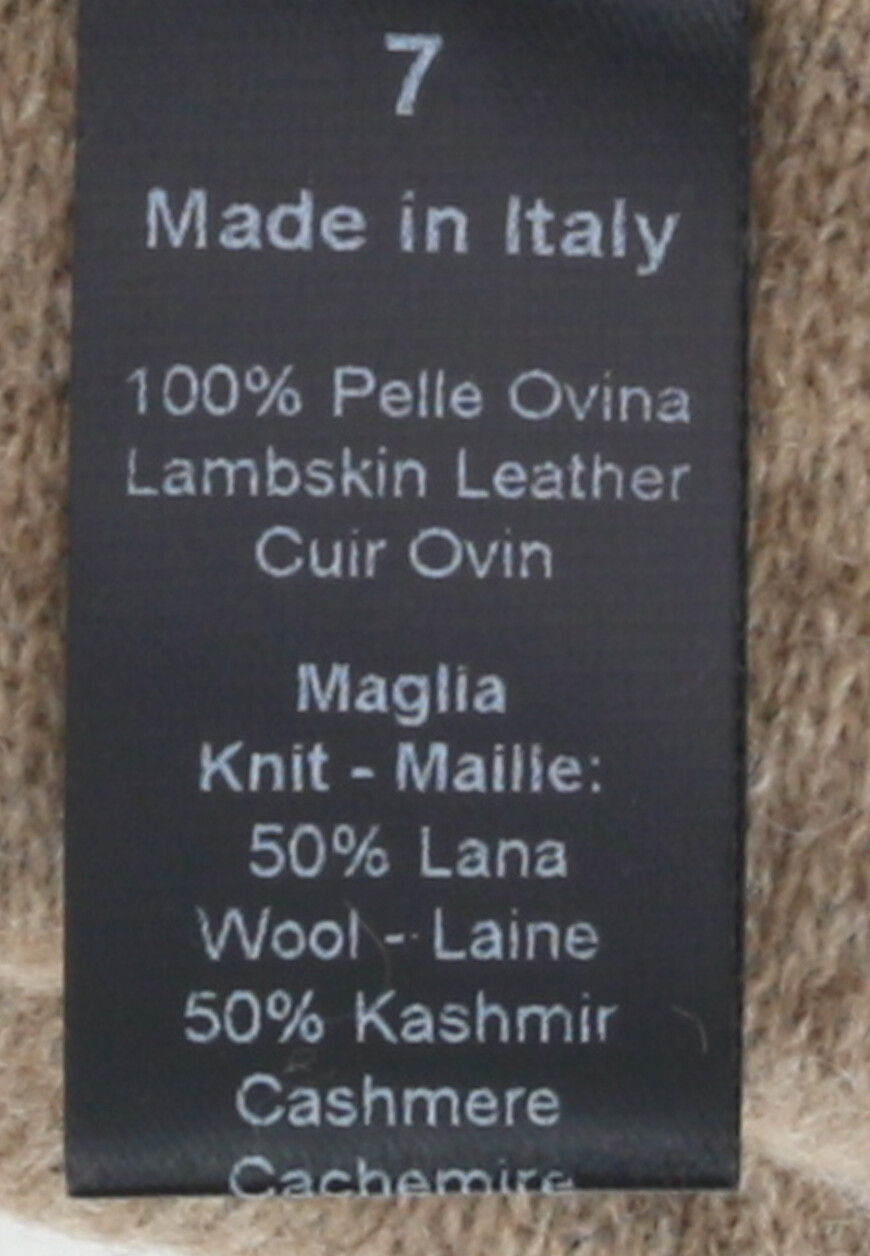 7
Made in Italy
100% Pelle Ovina
Lambskin Leather
Cuir Ovin
Maglia
Knit - Maille:
50% Lana
Wool - Laine
50% Kashmir
Cashmere
Cachemire